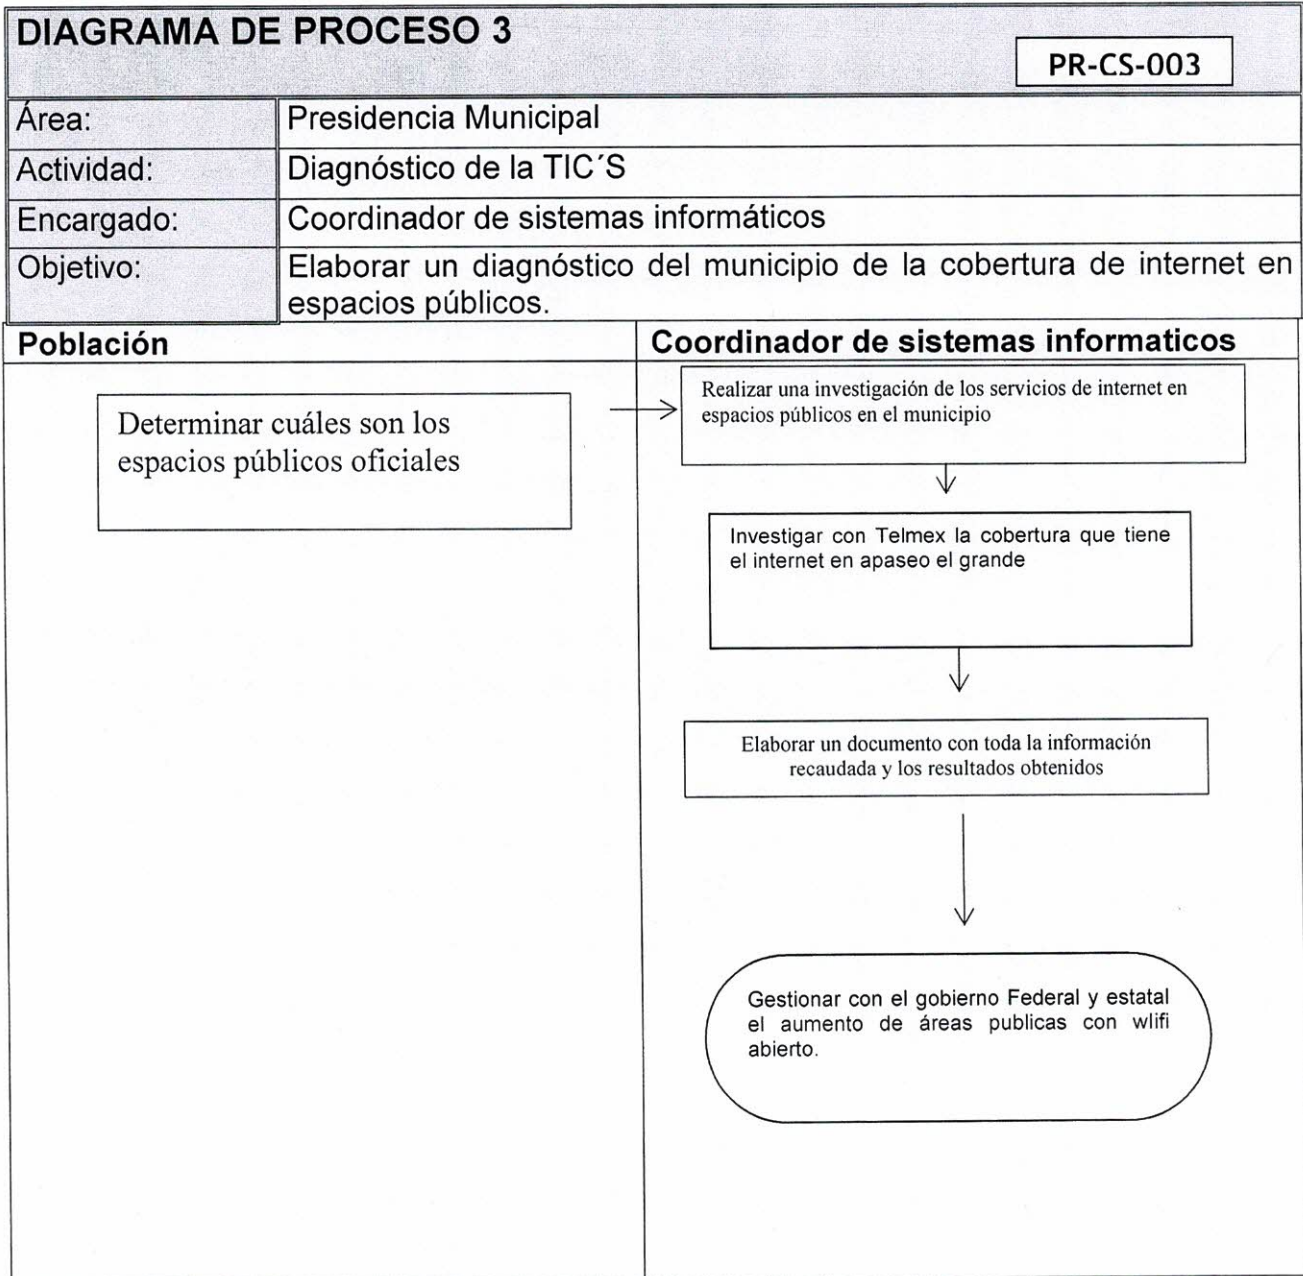 DIAGRAMA DE PROCESO 3
PR-CS-003
Área:
Presidencia Municipal
Actividad:
Diagnóstico de la TIC´S
Encargado:
Coordinador de sistemas informáticos
Objetivo:
Elaborar un diagnóstico del municipio de la cobertura de internet en
espacios públicos.
Población
Coordinador de sistemas informaticos
Determinar cuáles son los
espacios públicos oficiales
Realizar una investigación de los servicios de internet en
espacios públicos en el municipio
Investigar con Telmex la cobertura que tiene
el internet en apaseo el grande
Elaborar un documento con toda la información
recaudada y los resultados obtenidos
Gestionar con el gobierno Federal y estatal
el aumento de áreas publicas con wlifi
abierto.